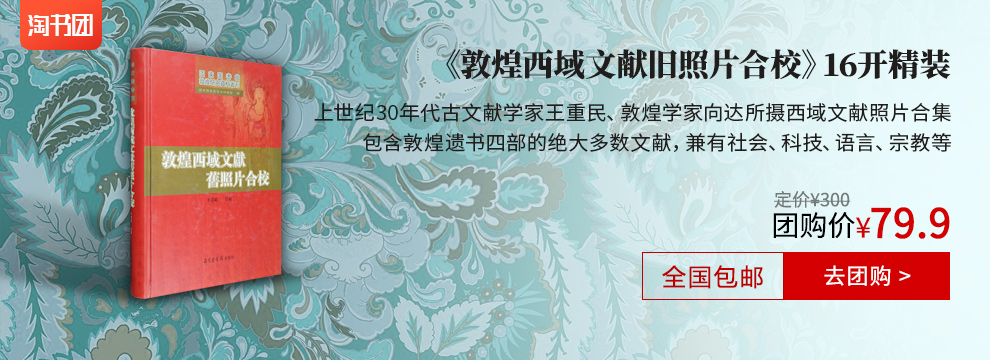 淘书团
《敦煌西域文献旧照片合校》16开精装
上世纪30年代古文献学家王重民、敦煌学家向达所摄西域文献照片合集
包含敦煌遗书四部的绝大多数文献，兼有社会、科技、语言、宗教等
敦煌西域文献
舊照片合校
定价¥300
团购价¥79.9
全国包邮
去团购 >